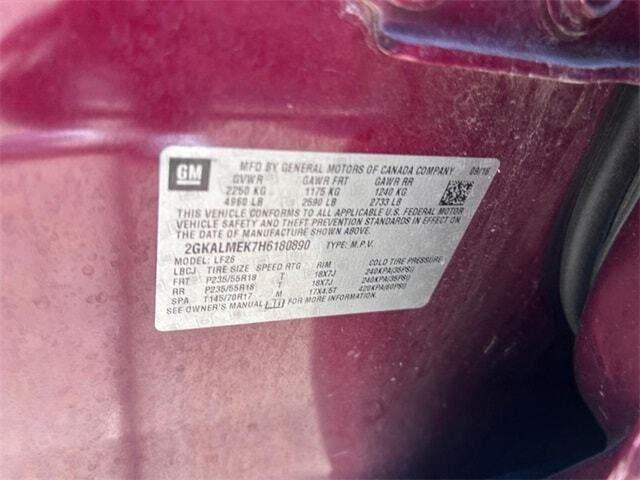 GM
MFD BY GENERAL MOTORS OF CANADA COMPANY 09/16
GVWR GAWR FRT GAWR RR
2250 KG 1175 KG 1240 KG
4960 LB 2590 LB 2733 LB
THIS VEHICLE CONFORMS TO ALL APPLICABLE U.S. FEDERAL MOTOR
VEHICLE SAFETY AND THEFT PREVENTION STANDARDS IN EFFECT ON THE
DATE OF MANUFACTURE SHOWN ABOVE.
2GKALMEK7H6180890 TYPE: M.P.V.
MODEL: LF26
LBCJ TIRE SIZE SPEED RTG RIM COLD TIRE PRESSURE
FRT P235/55R18 T 18X7J 240KPA(35PSI)
RR P235/55R18 T 18X7J 240KPA(35PSI)
SPA T145/70R17 M 17X4.5T 420KPA(60PSI)
SEE OWNER'S MANUAL FOR MORE INFORMATION.